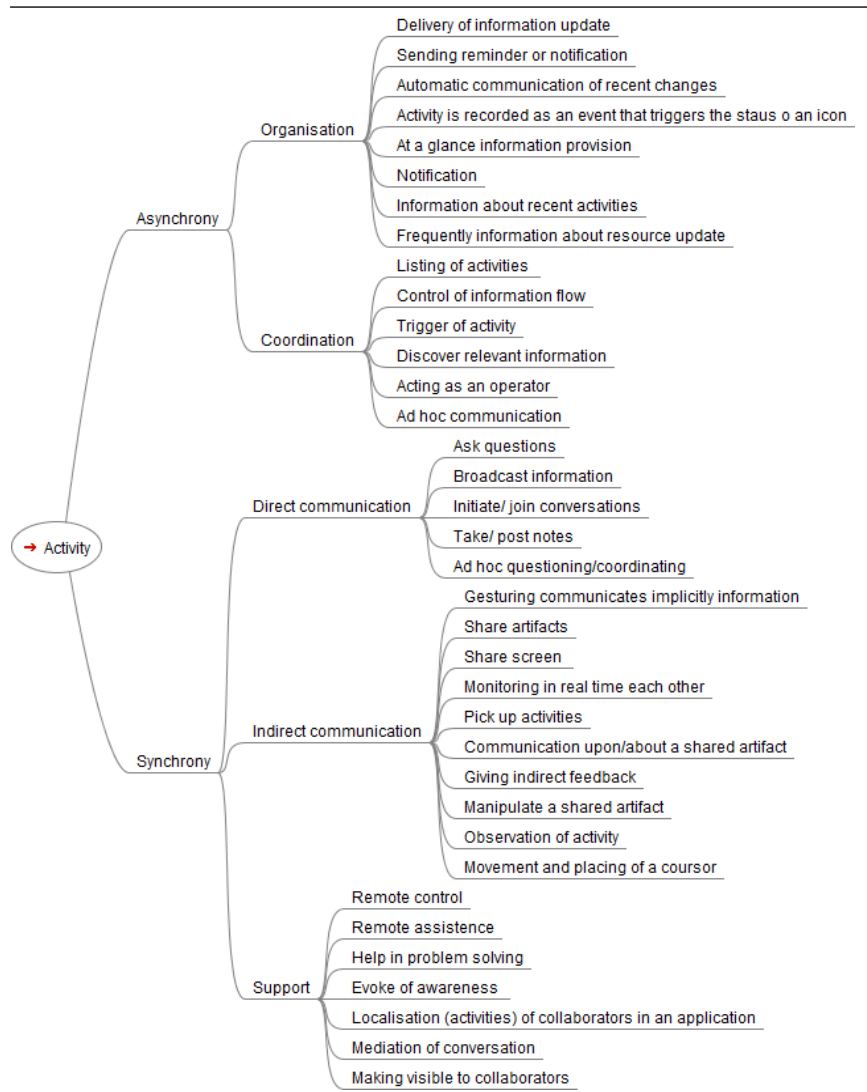 Delivery of information update
Sending reminder or notification
Automatic communication of recent changes
Activity is recorded as an event that triggers the staus o an icon
Organisation
At a glance information provision
Notification
Information about recent activities
Asynchrony
Frequently information about resource update
Listing of activities
Control of information flow
Trigger of activity
Coordination
Discover relevant information
Acting as an operator
Ad hoc communication
Ask questions
Broadcast information
Direct communication
Initiate/ join conversations
Take/ post notes
➔ Activity
Ad hoc questioning/coordinating
Gesturing communicates implicitly information
Share artifacts
Share screen
Monitoring in real time each other
Pick up activities
Indirect communication
Communication upon/about a shared artifact
Synchrony
Giving indirect feedback
Manipulate a shared artifact
Observation of activity
Movement and placing of a coursor
Remote control
Remote assistence
Help in problem solving
Support
Evoke of awareness
Localisation (activities) of collaborators in an application
Mediation of conversation
Making visible to collaborators